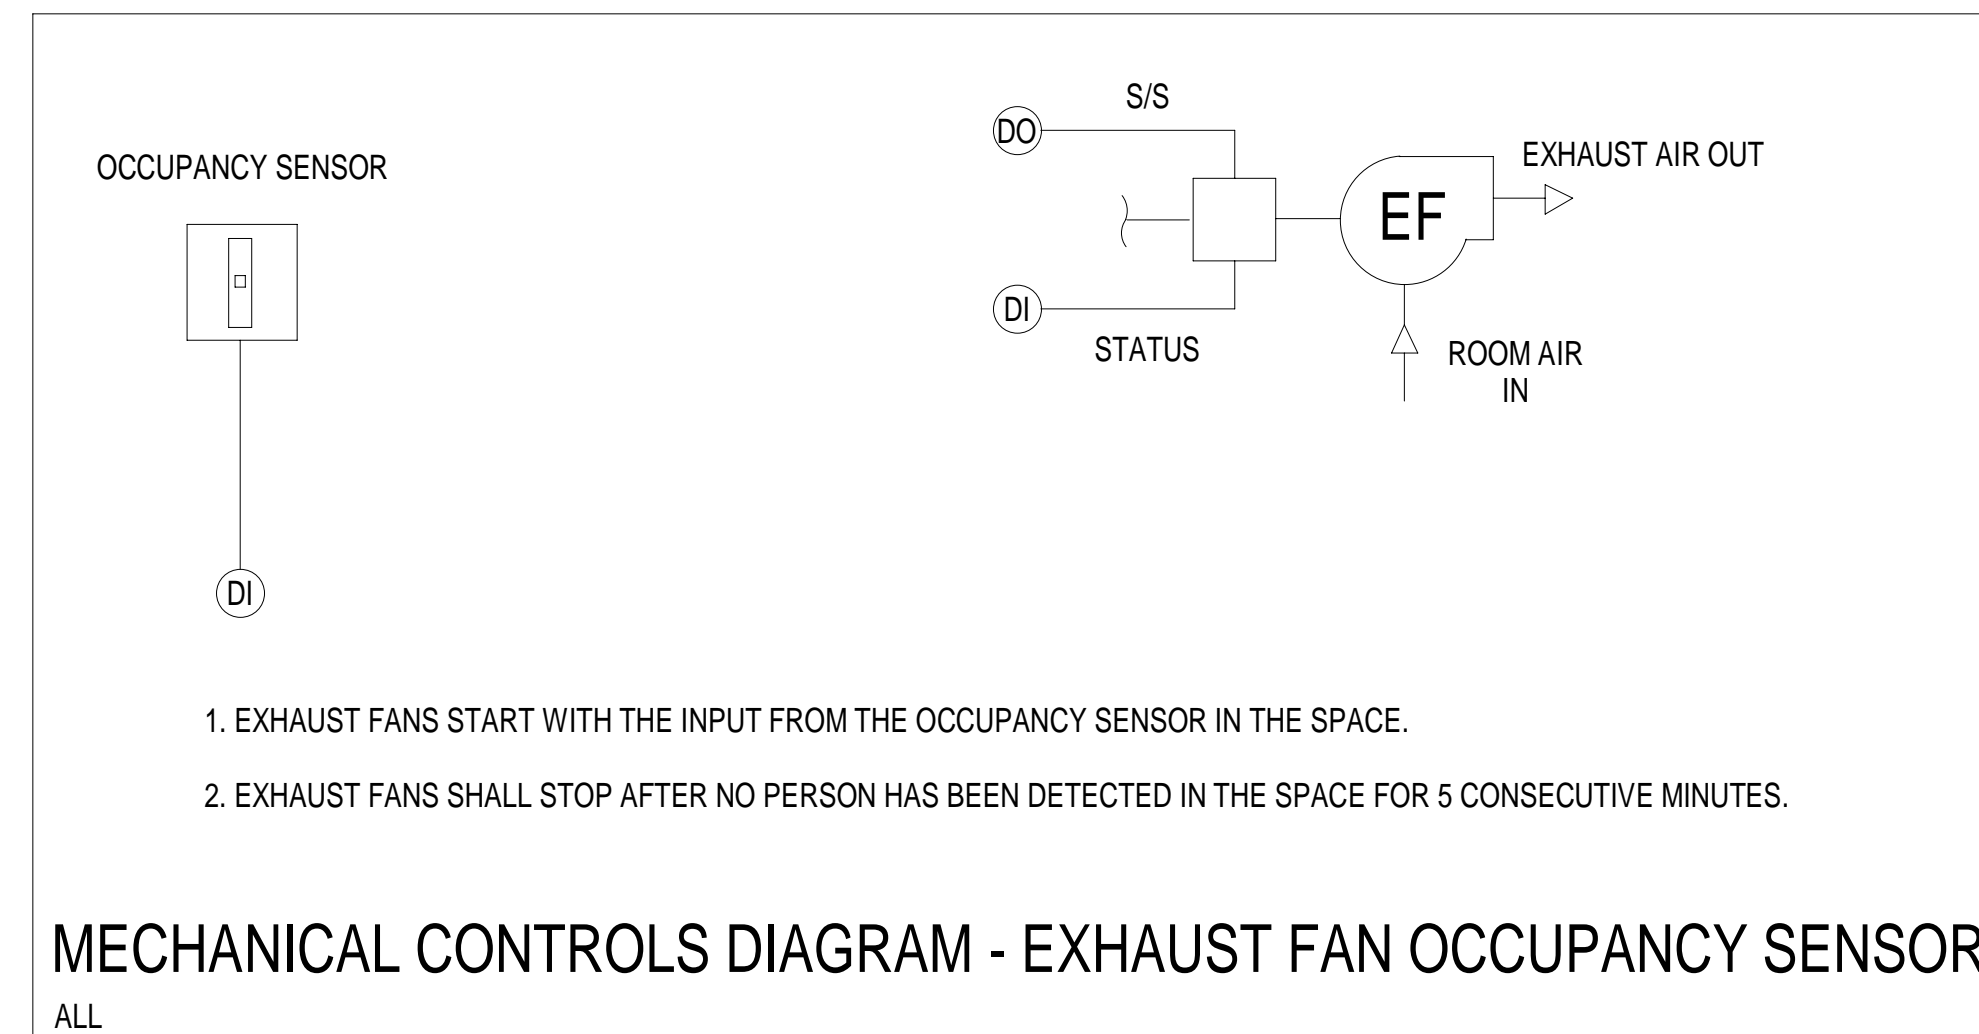 S/S
DO
OCCUPANCY SENSOR
EXHAUST AIR OUT
EF
DI
STATUS
ROOM AIR
IN
DI
1. EXHAUST FANS START WITH THE INPUT FROM THE OCCUPANCY SENSOR IN THE SPACE.
2. EXHAUST FANS SHALL STOP AFTER NO PERSON HAS BEEN DETECTED IN THE SPACE FOR 5 CONSECUTIVE MINUTES.
MECHANICAL CONTROLS DIAGRAM - EXHAUST FAN OCCUPANCY SENSOR
ALL